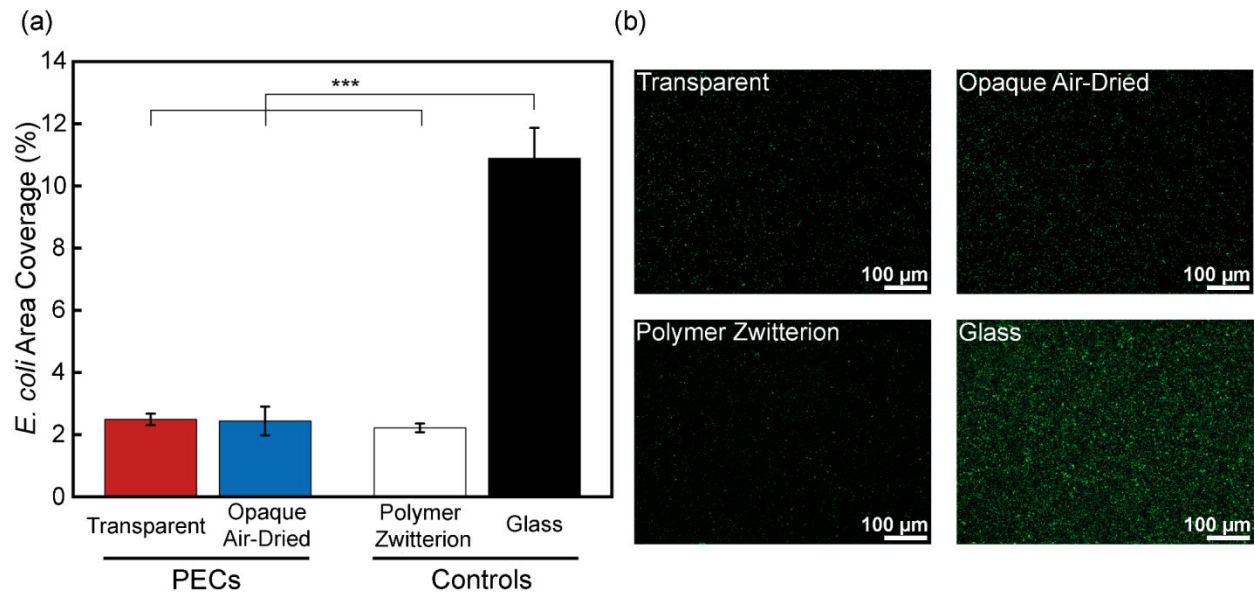 (a)
14
12
10
8
6
4
2
0
E. coli Area Coverage (%)
***
Transparent
Opaque
Air-Dried
Polymer
Zwitterion
Glass
PECs
Controls
(b)
Transparent
100 µm
Opaque Air-Dried
100 µm
Polymer Zwitterion
100 µm
Glass
100 µm